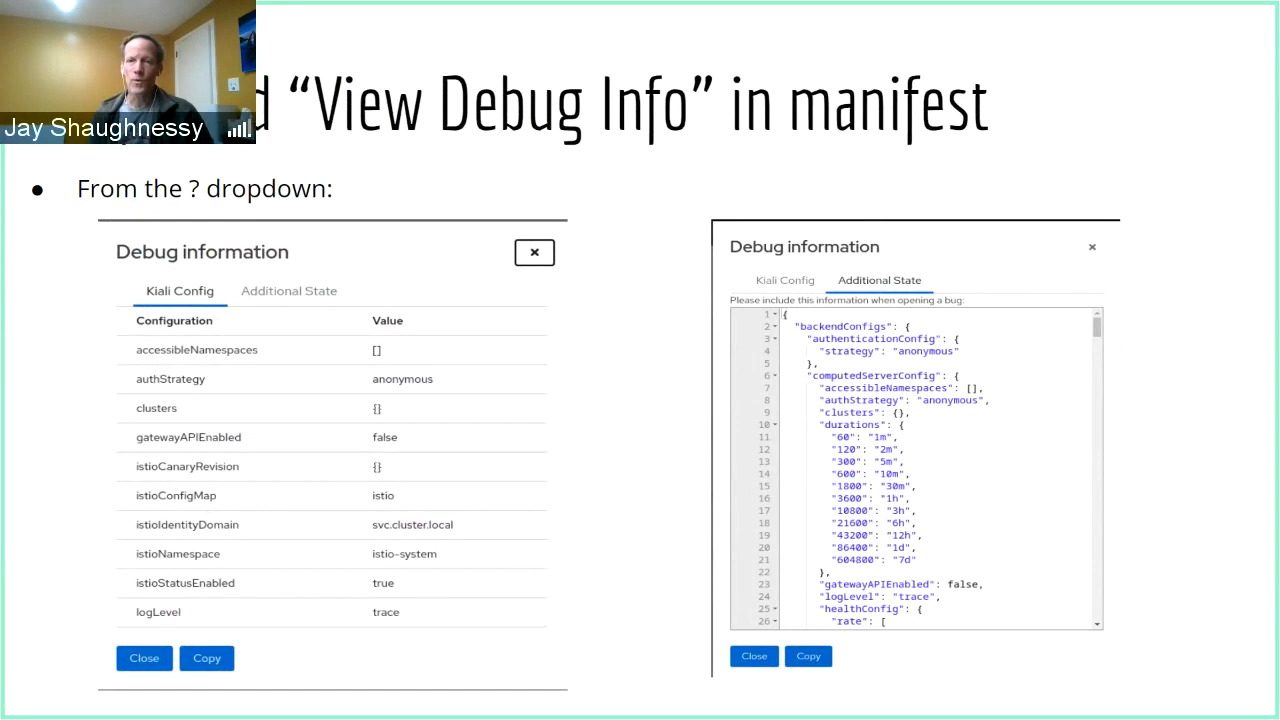 Jay Shaughnessy
“View Debug Info” in manifest
● From the ? dropdown:
Debug information
×
Kiali Config Additional State
Configuration Value
accessibleNamespaces []
authStrategy anonymous
clusters {}
gatewayAPIEnabled false
istioCanaryRevision {}
istioConfigMap istio
istioIdentityDomain svc.cluster.local
istioNamespace istio-system
istioStatusEnabled true
logLevel trace
Close Copy
Debug information
×
Kiali Config Additional State
Please include this information when opening a bug:
1 {
2 "backendConfigs": {
3 "authenticationConfig": {
4 "strategy": "anonymous"
5 },
6 "computedServerConfig": {
7 "accessibleNamespaces": [],
8 "authStrategy": "anonymous",
9 "clusters": {},
10 "durations": {
11 "60": "1m",
12 "120": "2m",
13 "300": "5m",
14 "600": "10m",
15 "1800": "30m",
16 "3600": "1h",
17 "10800": "3h",
18 "21600": "6h",
19 "43200": "12h",
20 "86400": "1d",
21 "604800": "7d"
22 },
23 "gatewayAPIEnabled": false,
24 "logLevel": "trace",
25 "healthConfig": {
26 "rate": [
Close Copy